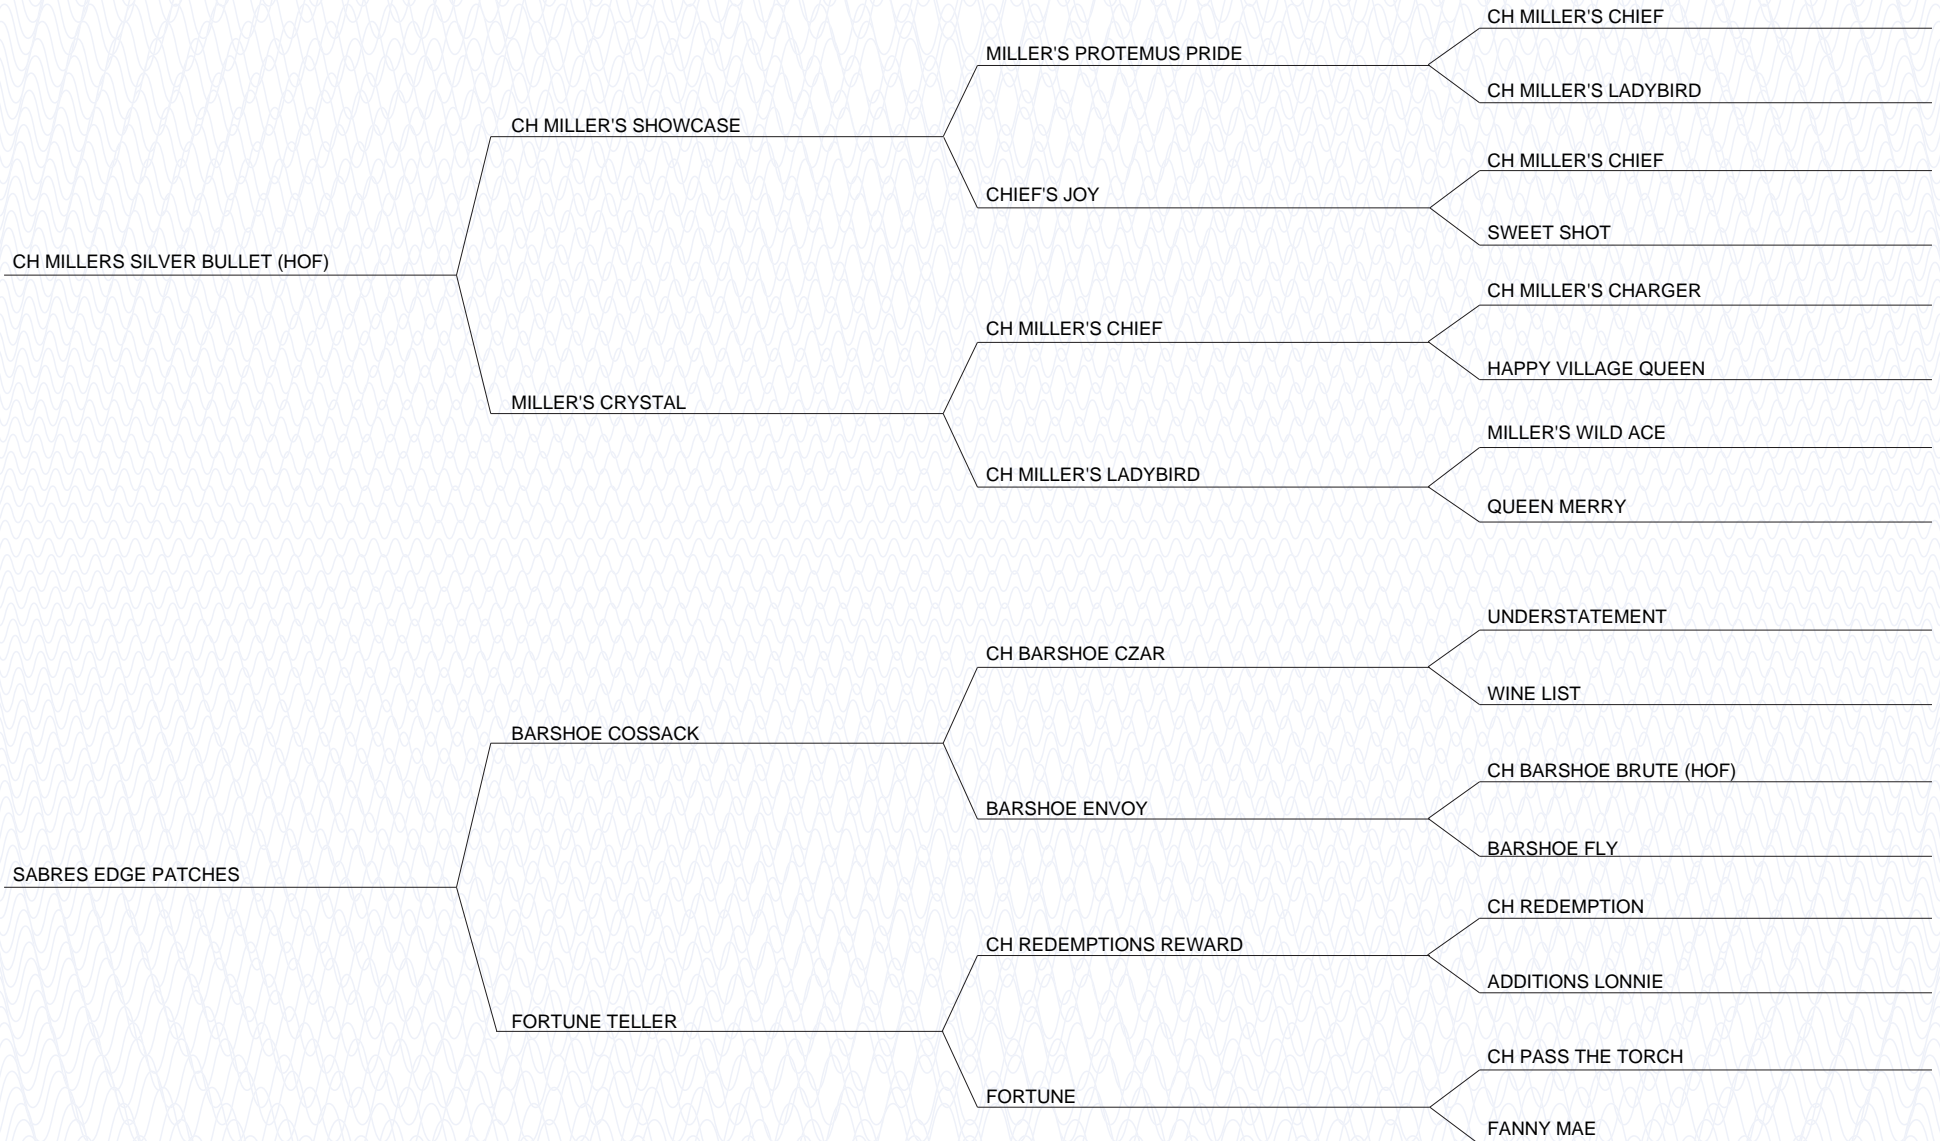 CH MILLER'S CHIEF
MILLER'S PROTEMUS PRIDE
CH MILLER'S LADYBIRD
CH MILLER'S SHOWCASE
CH MILLER'S CHIEF
CHIEF'S JOY
SWEET SHOT
CH MILLERS SILVER BULLET (HOF)
CH MILLER'S CHARGER
CH MILLER'S CHIEF
HAPPY VILLAGE QUEEN
MILLER'S CRYSTAL
MILLER'S WILD ACE
CH MILLER'S LADYBIRD
QUEEN MERRY
UNDERSTATEMENT
CH BARSHOE CZAR
WINE LIST
BARSHOE COSSACK
CH BARSHOE BRUTE (HOF)
BARSHOE ENVOY
BARSHOE FLY
SABRES EDGE PATCHES
CH REDEMPTION
CH REDEMPTIONS REWARD
ADDITIONS LONNIE
FORTUNE TELLER
CH PASS THE TORCH
FORTUNE
FANNY MAE